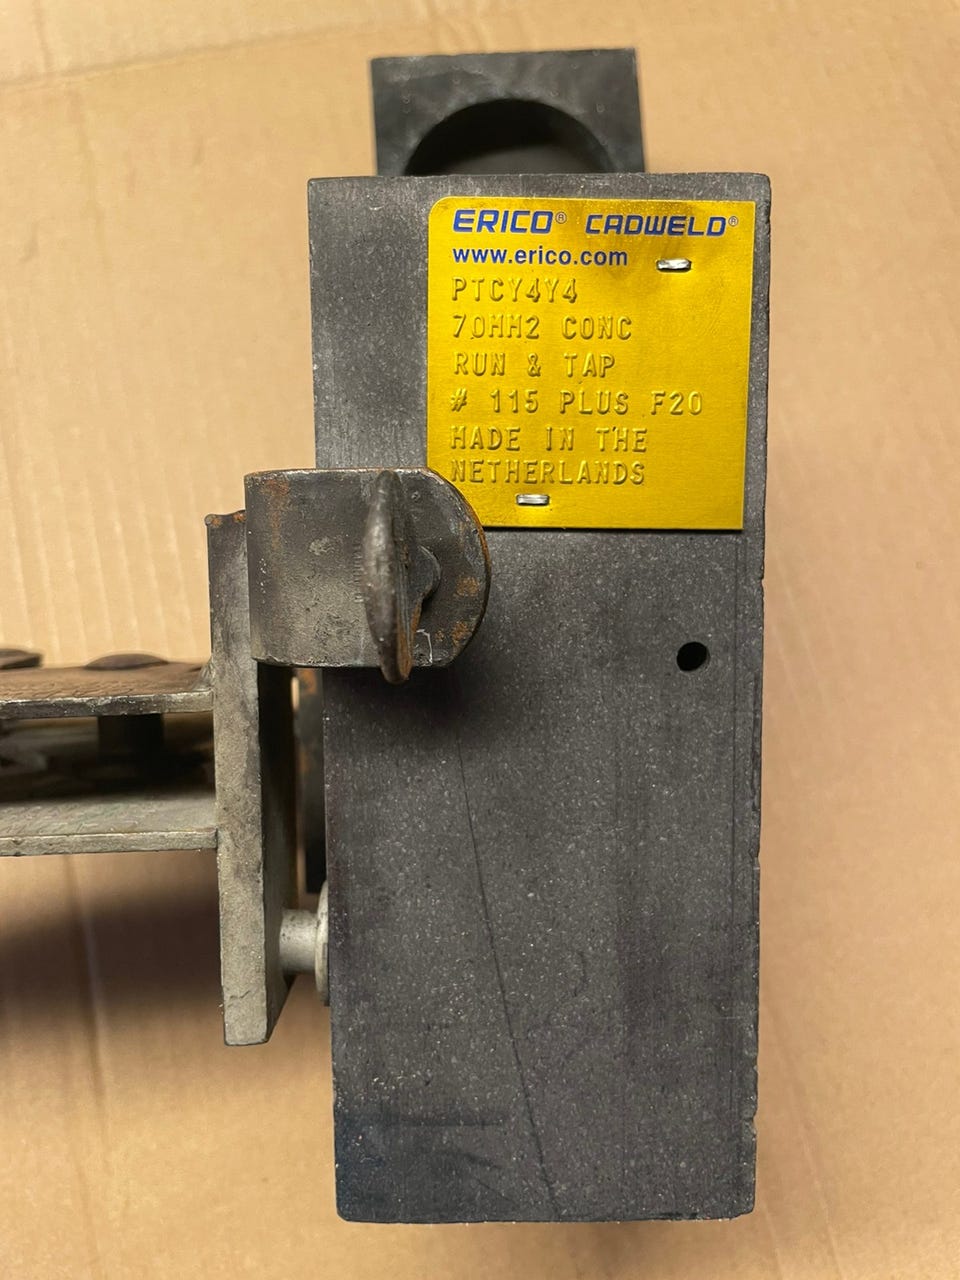 ERICO® CADWELD®
www.erico.com
PTCY4Y4
70MM2 CONC
RUN & TAP
# 115 PLUS F20
MADE IN THE
NETHERLANDS